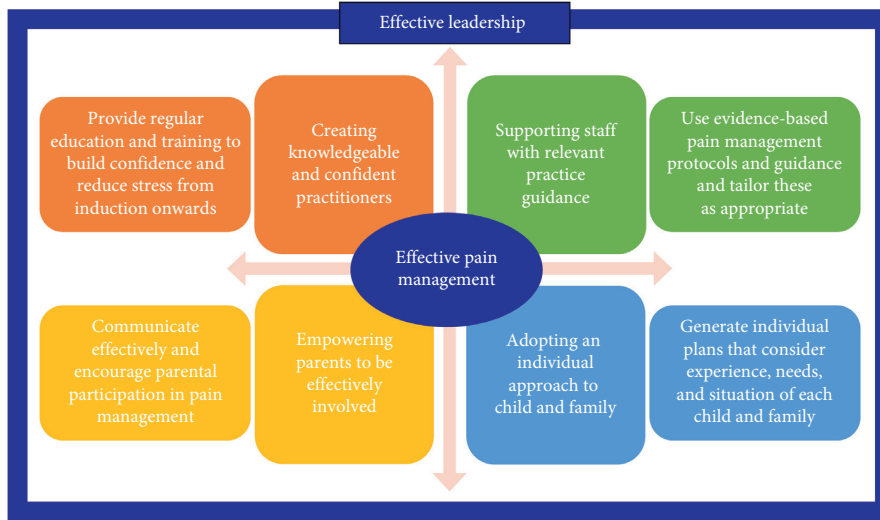 Effective leadership
Provide regular
education and training to
build confidence and
reduce stress from
induction onwards
Creating
knowledgeable
and confident
practitioners
Supporting staff
with relevant
practice
guidance
Use evidence-based
pain management
protocols and guidance
and tailor these
as appropriate
Effective pain
management
Communicate
effectively and
encourage parental
participation in pain
management
Empowering
parents to be
effectively
involved
Adopting an
individual
approach to
child and family
Generate individual
plans that consider
experience, needs,
and situation of each
child and family